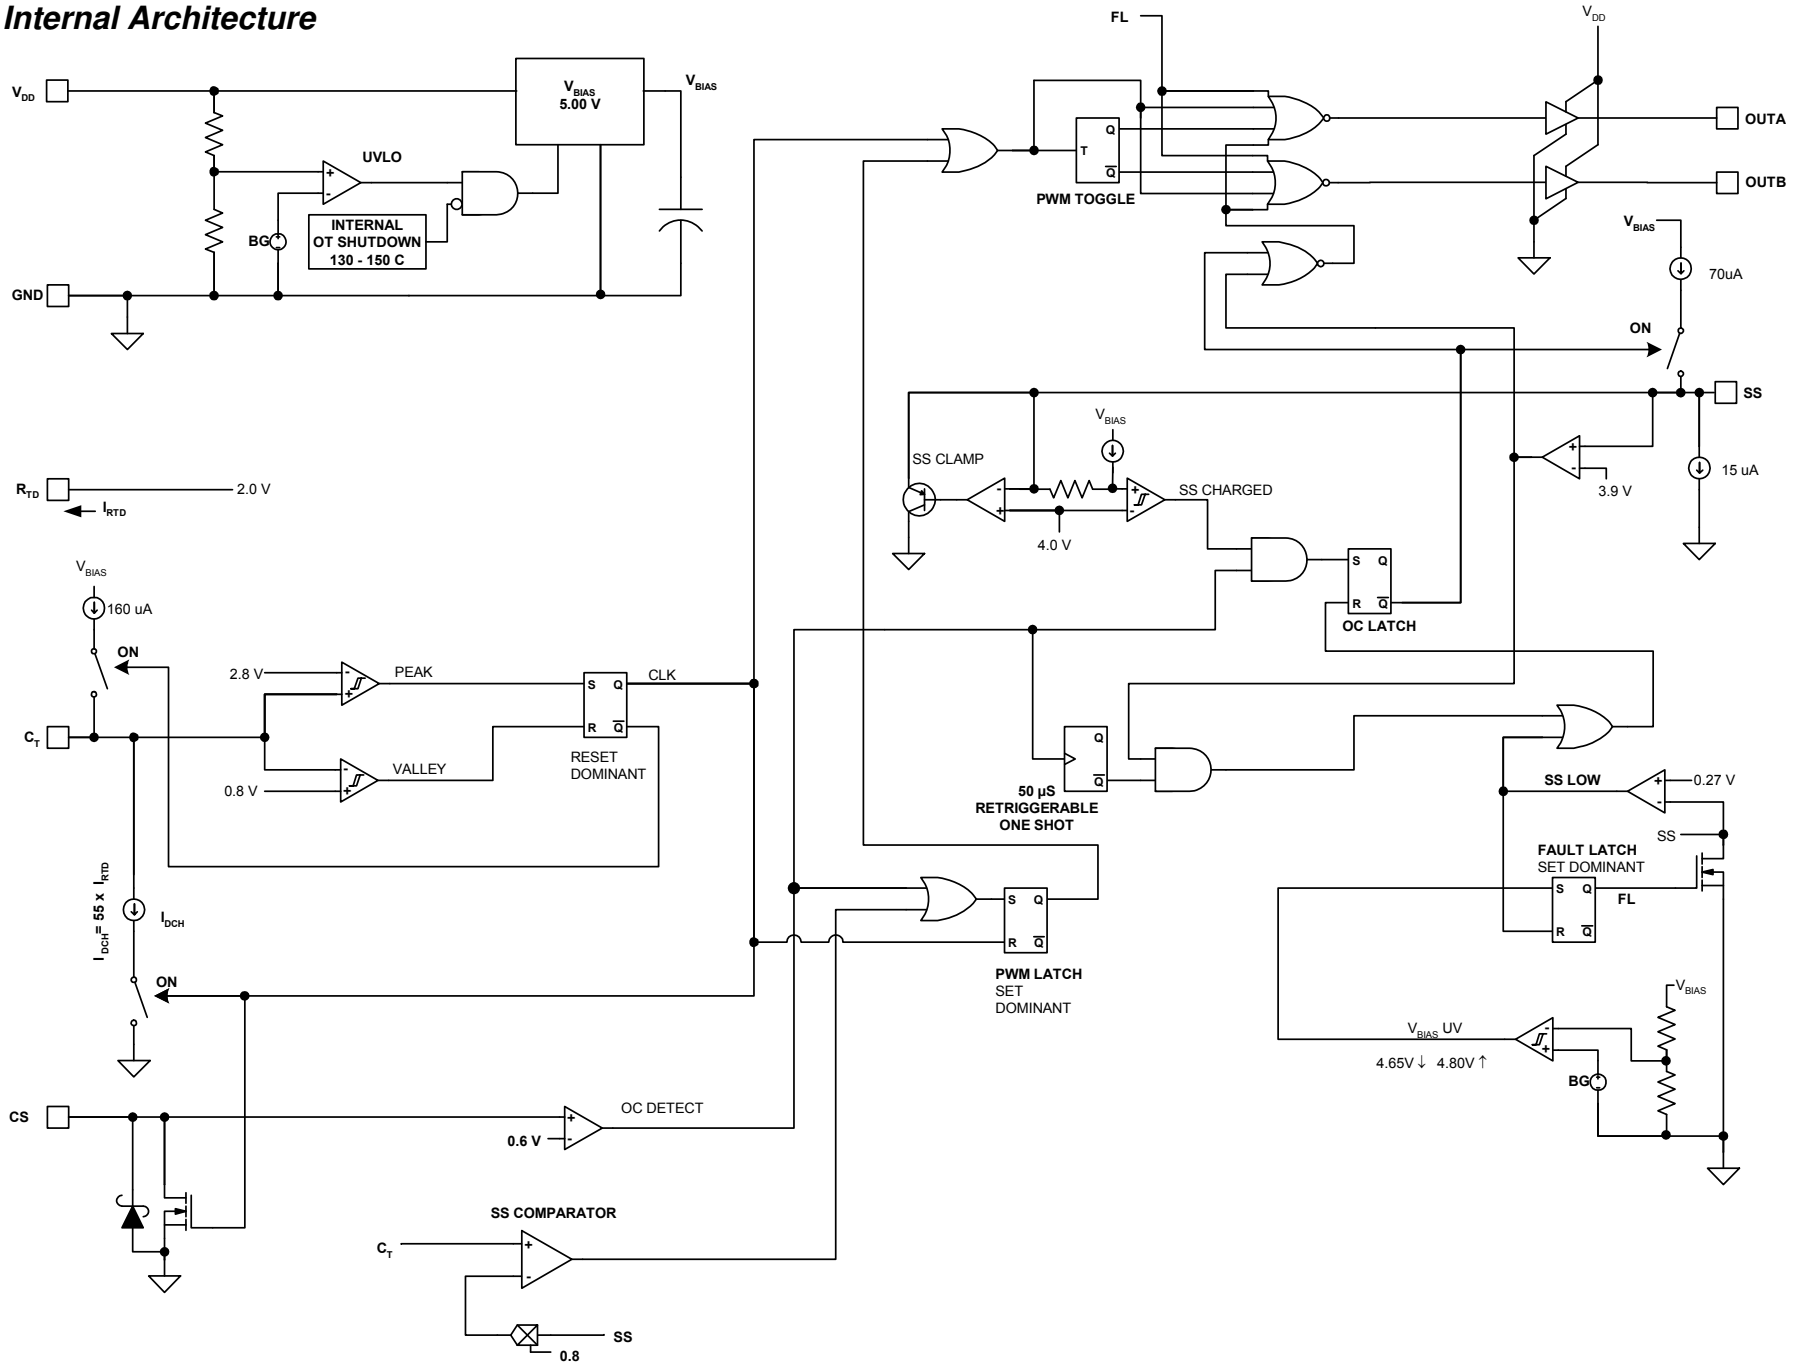 Internal Architecture
FL
VDD
VDD
VBIAS
5.00 V
VBIAS
UVLO
+
-
BG
INTERNAL
OT SHUTDOWN
130 - 150 C
GND
T
Q
Q
PWM TOGGLE
OUTA
OUTB
VBIAS
70uA
ON
SS
15 uA
+
-
3.9 V
RTD
2.0 V
IRTD
SS CLAMP
VBIAS
-
+
+
-
4.0 V
SS CHARGED
S Q
R Q
OC LATCH
VBIAS
160 uA
ON
2.8 V
-
+
PEAK
S Q
R Q
CLK
RESET
DOMINANT
CT
0.8 V
-
+
VALLEY
Q
Q
50 µS
RETRIGGERABLE
ONE SHOT
SS LOW
+
-
0.27 V
SS
FAULT LATCH
SET DOMINANT
S Q
R Q
FL
IDCH= 55 x IRTD
IDCH
ON
S Q
R Q
PWM LATCH
SET
DOMINANT
VBIAS
VBIAS UV
4.65V ↓ 4.80V ↑
-
+
BG
CS
+
-
0.6 V
OC DETECT
SS COMPARATOR
CT
+
-
SS
0.8